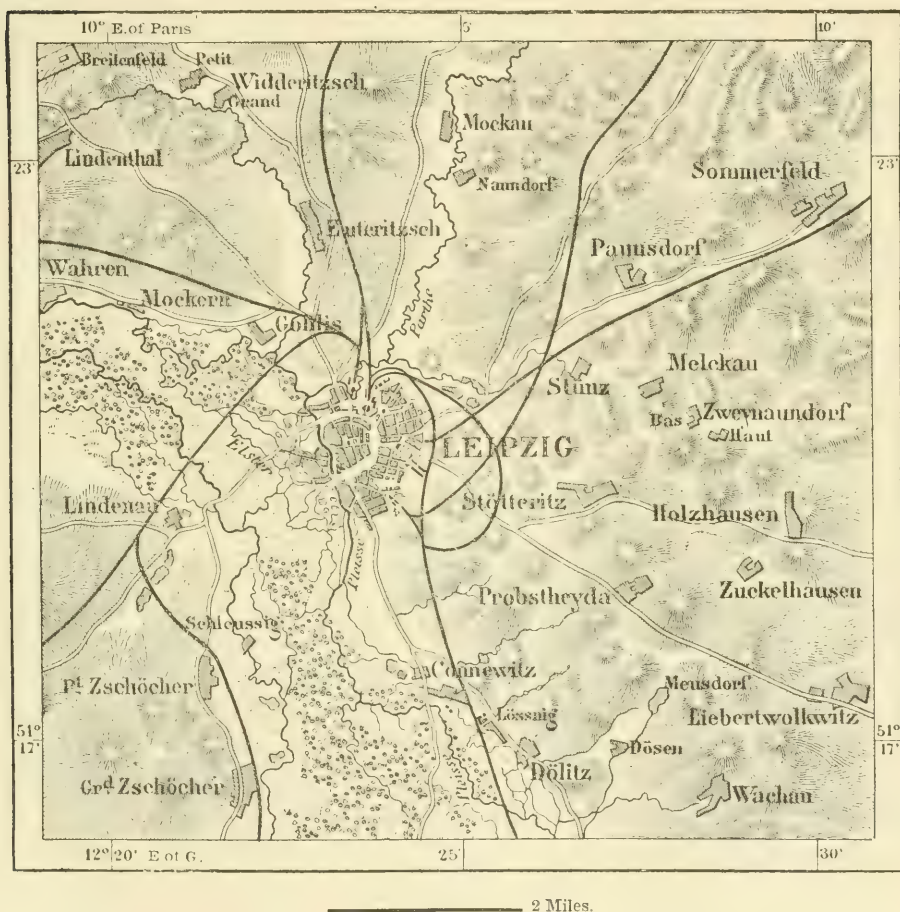 10° E. of Paris
5'
10'
Breitenfeld
Petit
Widderitzsch
Grand
Mockau
Lindenthal
23'
23'
Naundorf
Sommerfeld
Euteritzsch
Paunsdorf
Wahren
Mockern
Gohlis
Parthe
Melckau
Stünz
Bas
Zweynaundorf
Haut
LEIPZIG
Elster
Lindenau
Stötteritz
Holzhausen
Pleisse
Probstheyda
Zuckelhausen
Schleussig
Connewitz
Pt. Zschöcher
Meusdorf
Liebertwolkwitz
Lössnig
51°
17'
51°
17'
Dösen
Dölitz
Grd. Zschöcher
Pleisse
Wachau
12° 20' E of G.
25'
30'
2 Miles.